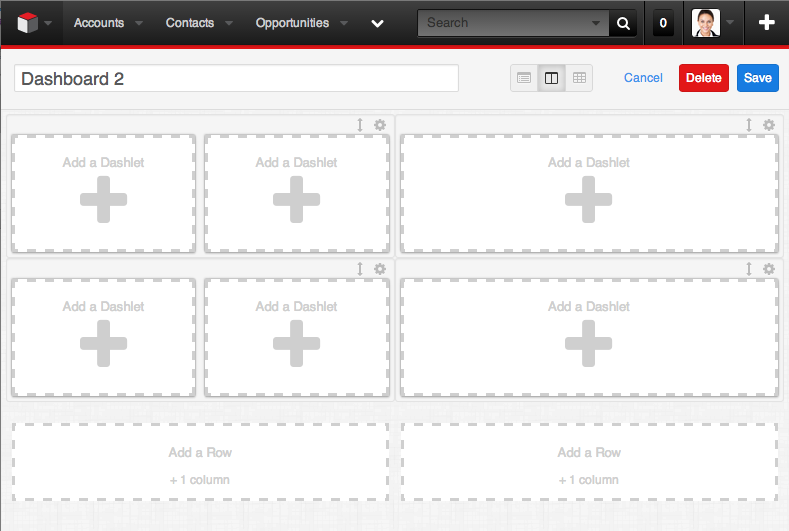 Accounts Contacts Opportunities Search 0
Dashboard 2 Cancel Delete Save
Add a Dashlet Add a Dashlet Add a Dashlet
Add a Dashlet Add a Dashlet Add a Dashlet
Add a Row Add a Row
+ 1 column + 1 column